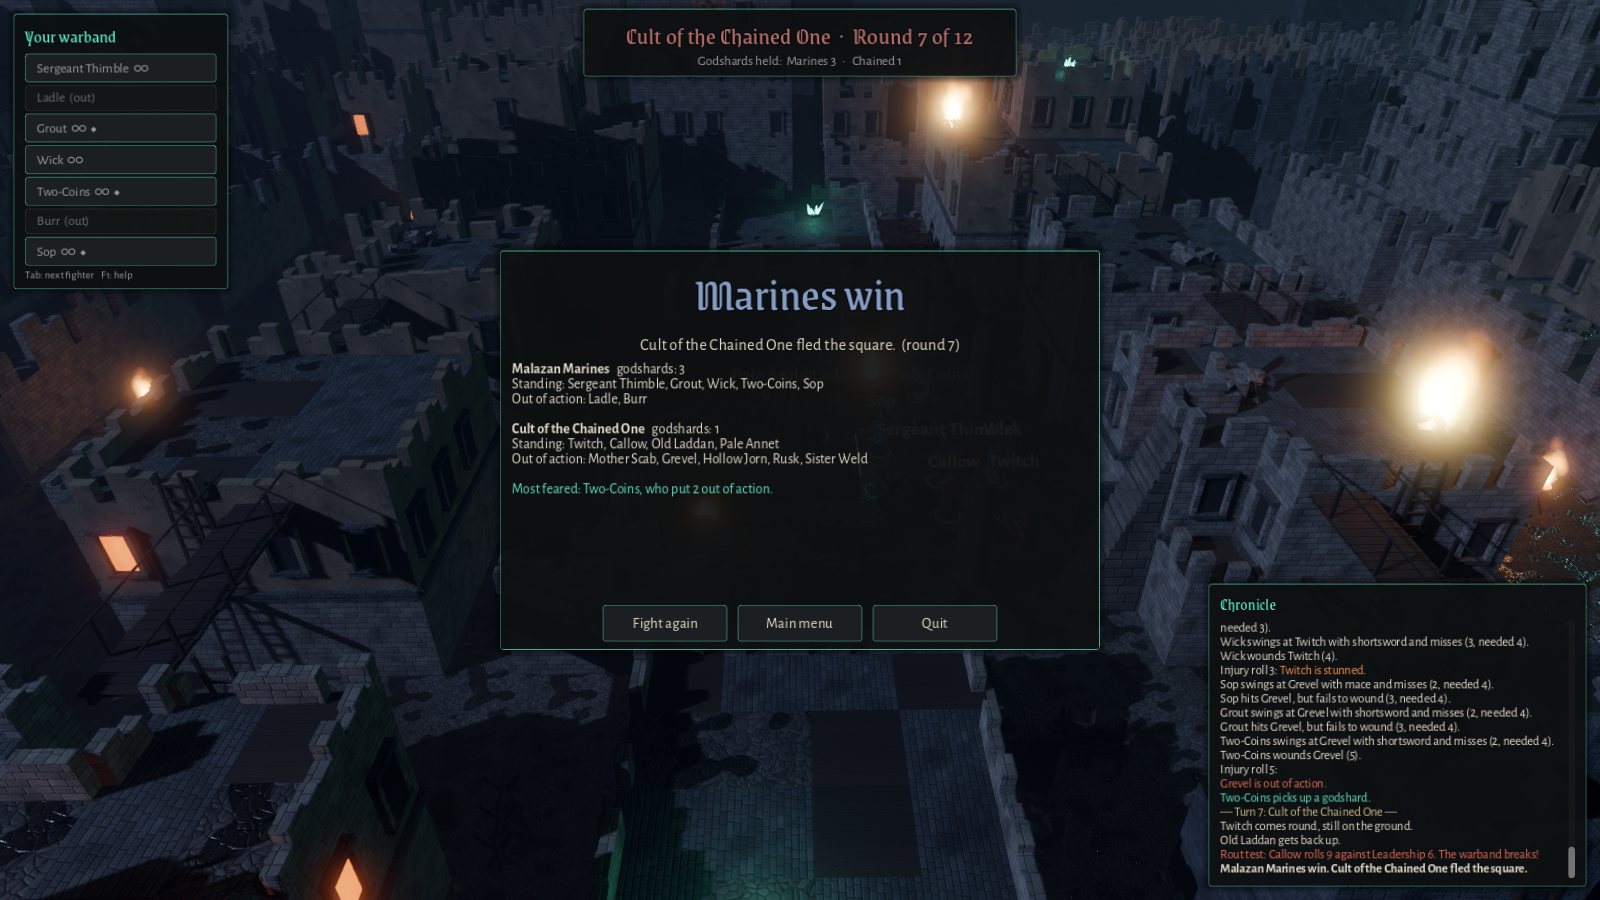 Your warband
Sergeant Thimble ∞
Ladle (out)
Grout ∞ ◆
Wick ∞
Two-Coins ∞ ◆
Burr (out)
Sop ∞ ◆
Tab: next fighter F1: help
Cult of the Chained One · Round 7 of 12
Godshards held: Marines 3 · Chained 1
Marines win
Cult of the Chained One fled the square. (round 7)
Malazan Marines godshards: 3
Standing: Sergeant Thimble, Grout, Wick, Two-Coins, Sop
Out of action: Ladle, Burr
Cult of the Chained One godshards: 1
Standing: Twitch, Callow, Old Laddan, Pale Annet
Out of action: Mother Scab, Grevel, Hollow Jorn, Rusk, Sister Weld
Most feared: Two-Coins, who put 2 out of action.
Sop
Sergeant Thimble
Callow Twitch
Fight again
Main menu
Quit
Chronicle
needed 3).
Wick swings at Twitch with shortsword and misses (3, needed 4).
Wick wounds Twitch (4).
Injury roll 3: Twitch is stunned.
Sop swings at Grevel with mace and misses (2, needed 4).
Sop hits Grevel, but fails to wound (3, needed 4).
Grout swings at Grevel with shortsword and misses (2, needed 4).
Grout hits Grevel, but fails to wound (3, needed 4).
Two-Coins swings at Grevel with shortsword and misses (2, needed 4).
Two-Coins wounds Grevel (5).
Injury roll 5:
Grevel is out of action.
Two-Coins picks up a godshard.
— Turn 7: Cult of the Chained One —
Twitch comes round, still on the ground.
Old Laddan gets back up.
Rout test: Callow rolls 9 against Leadership 6. The warband breaks!
Malazan Marines win. Cult of the Chained One fled the square.